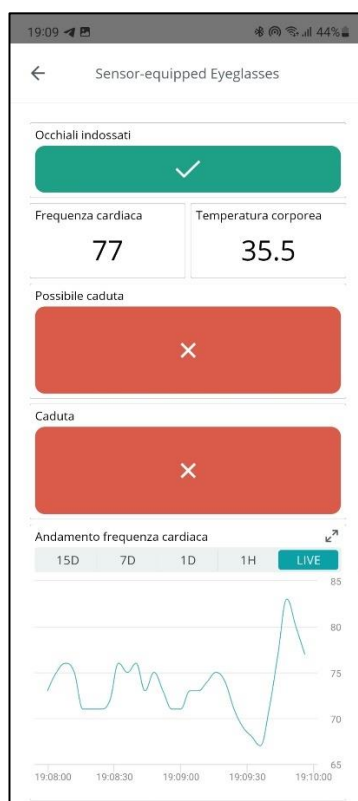 19:09 44%
Sensor-equipped Eyeglasses
Occhiali indossati
Frequenza cardiaca Temperatura corporea
77 35.5
Possibile caduta
Caduta
Andamento frequenza cardiaca
15D 7D 1D 1H LIVE
85
80
75
70
65
19:08:00 19:08:30 19:09:00 19:09:30 19:10:00